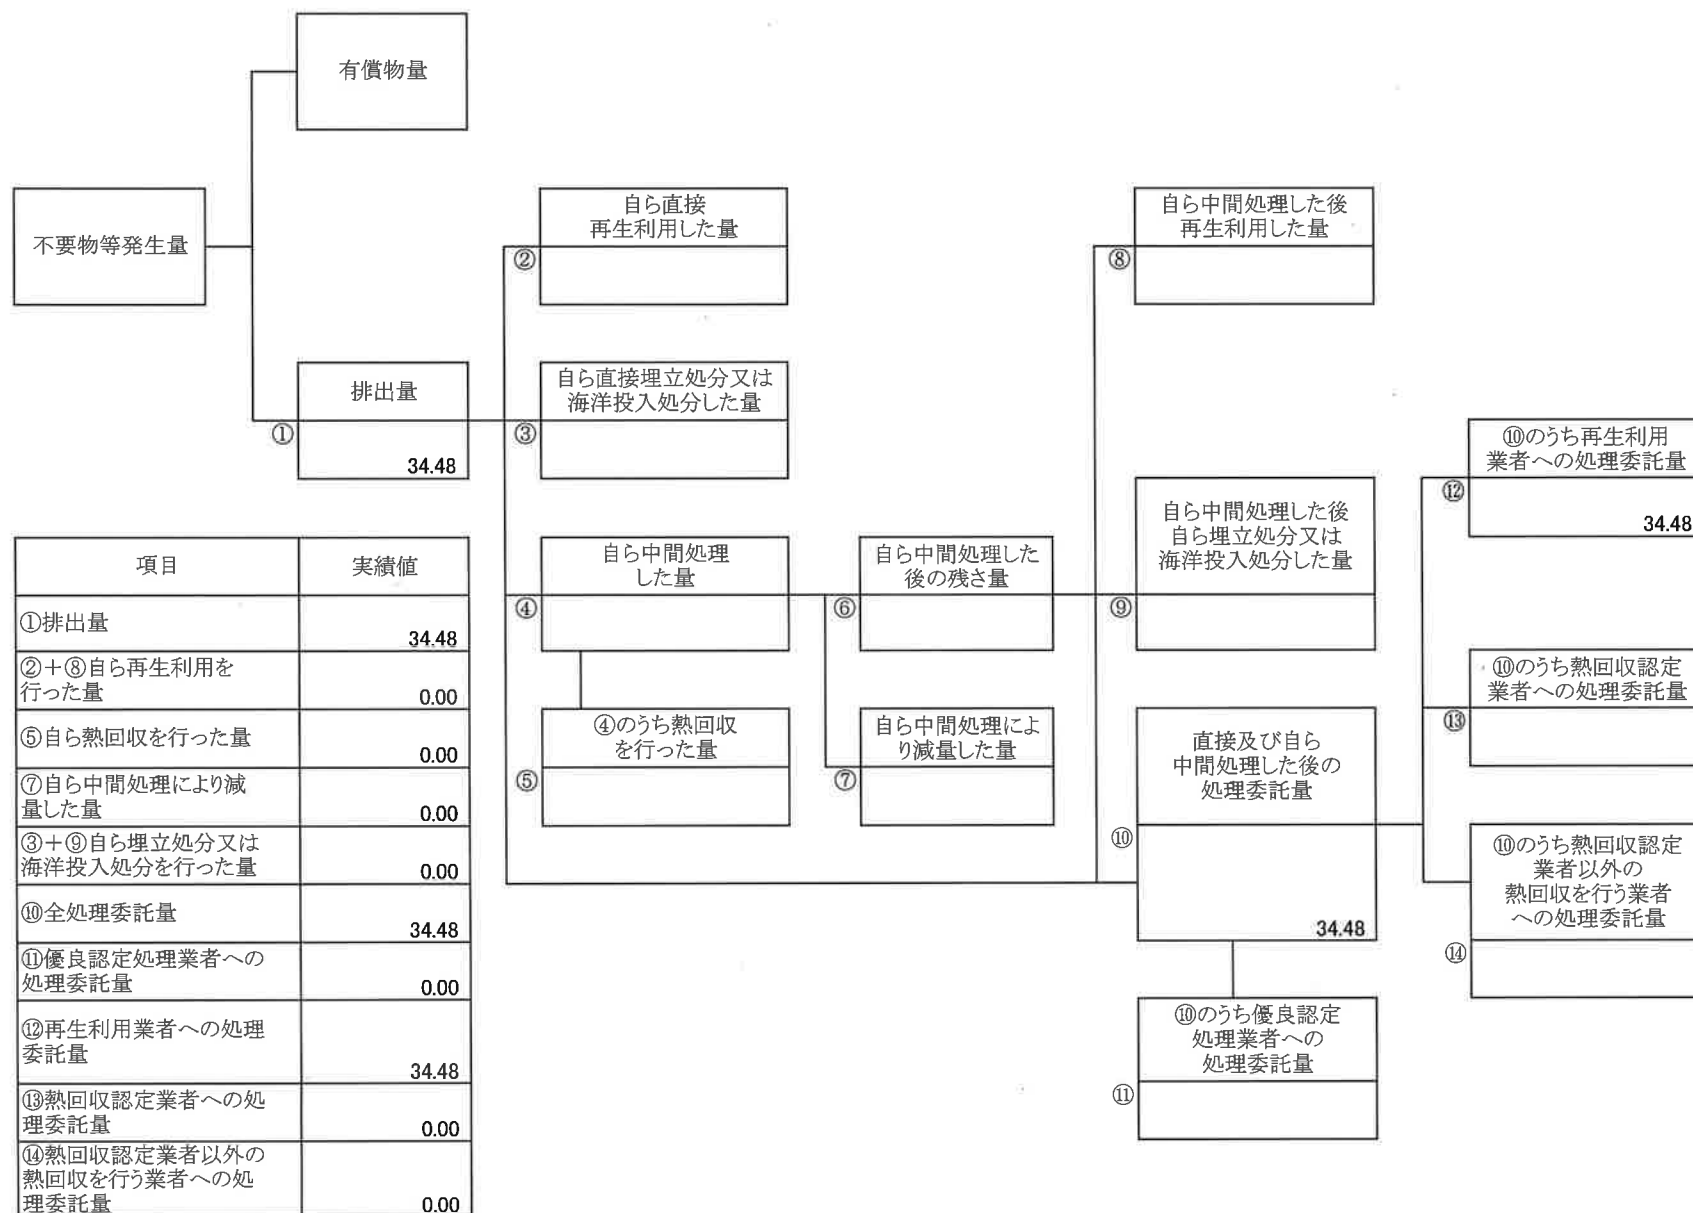 有償物量
不要物等発生量
自ら直接
再生利用した量
②
自ら中間処理した後
再生利用した量
⑧
排出量
①
34.48
自ら直接埋立処分又は
海洋投入処分した量
③
⑩のうち再生利用
業者への処理委託量
⑫
34.48
自ら中間処理した後
自ら埋立処分又は
海洋投入処分した量
⑨
自ら中間処理
した量
④
自ら中間処理した
後の残さ量
⑥
⑩のうち熱回収認定
業者への処理委託量
⑬
④のうち熱回収
を行った量
⑤
自ら中間処理によ
り減量した量
⑦
直接及び自ら
中間処理した後の
処理委託量
⑩
34.48
⑩のうち熱回収認定
業者以外の
熱回収を行う業者
への処理委託量
⑭
⑩のうち優良認定
処理業者への
処理委託量
⑪
項目 実績値
①排出量
34.48
②+⑧自ら再生利用を
行った量
0.00
⑤自ら熱回収を行った量
0.00
⑦自ら中間処理により減
量した量
0.00
③+⑨自ら埋立処分又は
海洋投入処分を行った量
0.00
⑩全処理委託量
34.48
⑪優良認定処理業者への
処理委託量
0.00
⑫再生利用業者への処理
委託量
34.48
⑬熱回収認定業者への処
理委託量
0.00
⑭熱回収認定業者以外の
熱回収を行う業者への処
理委託量
0.00